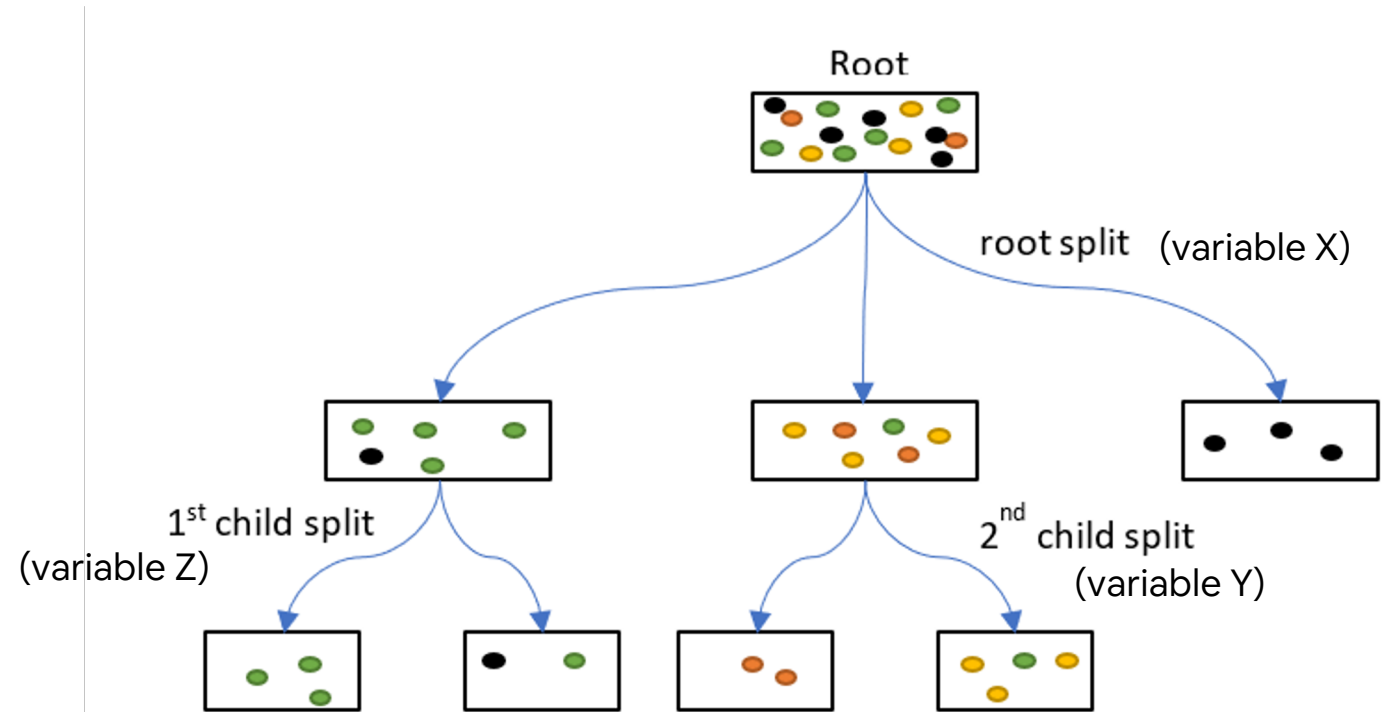 Root
root split (variable X)
1st child split
(variable Z)
2nd child split
(variable Y)